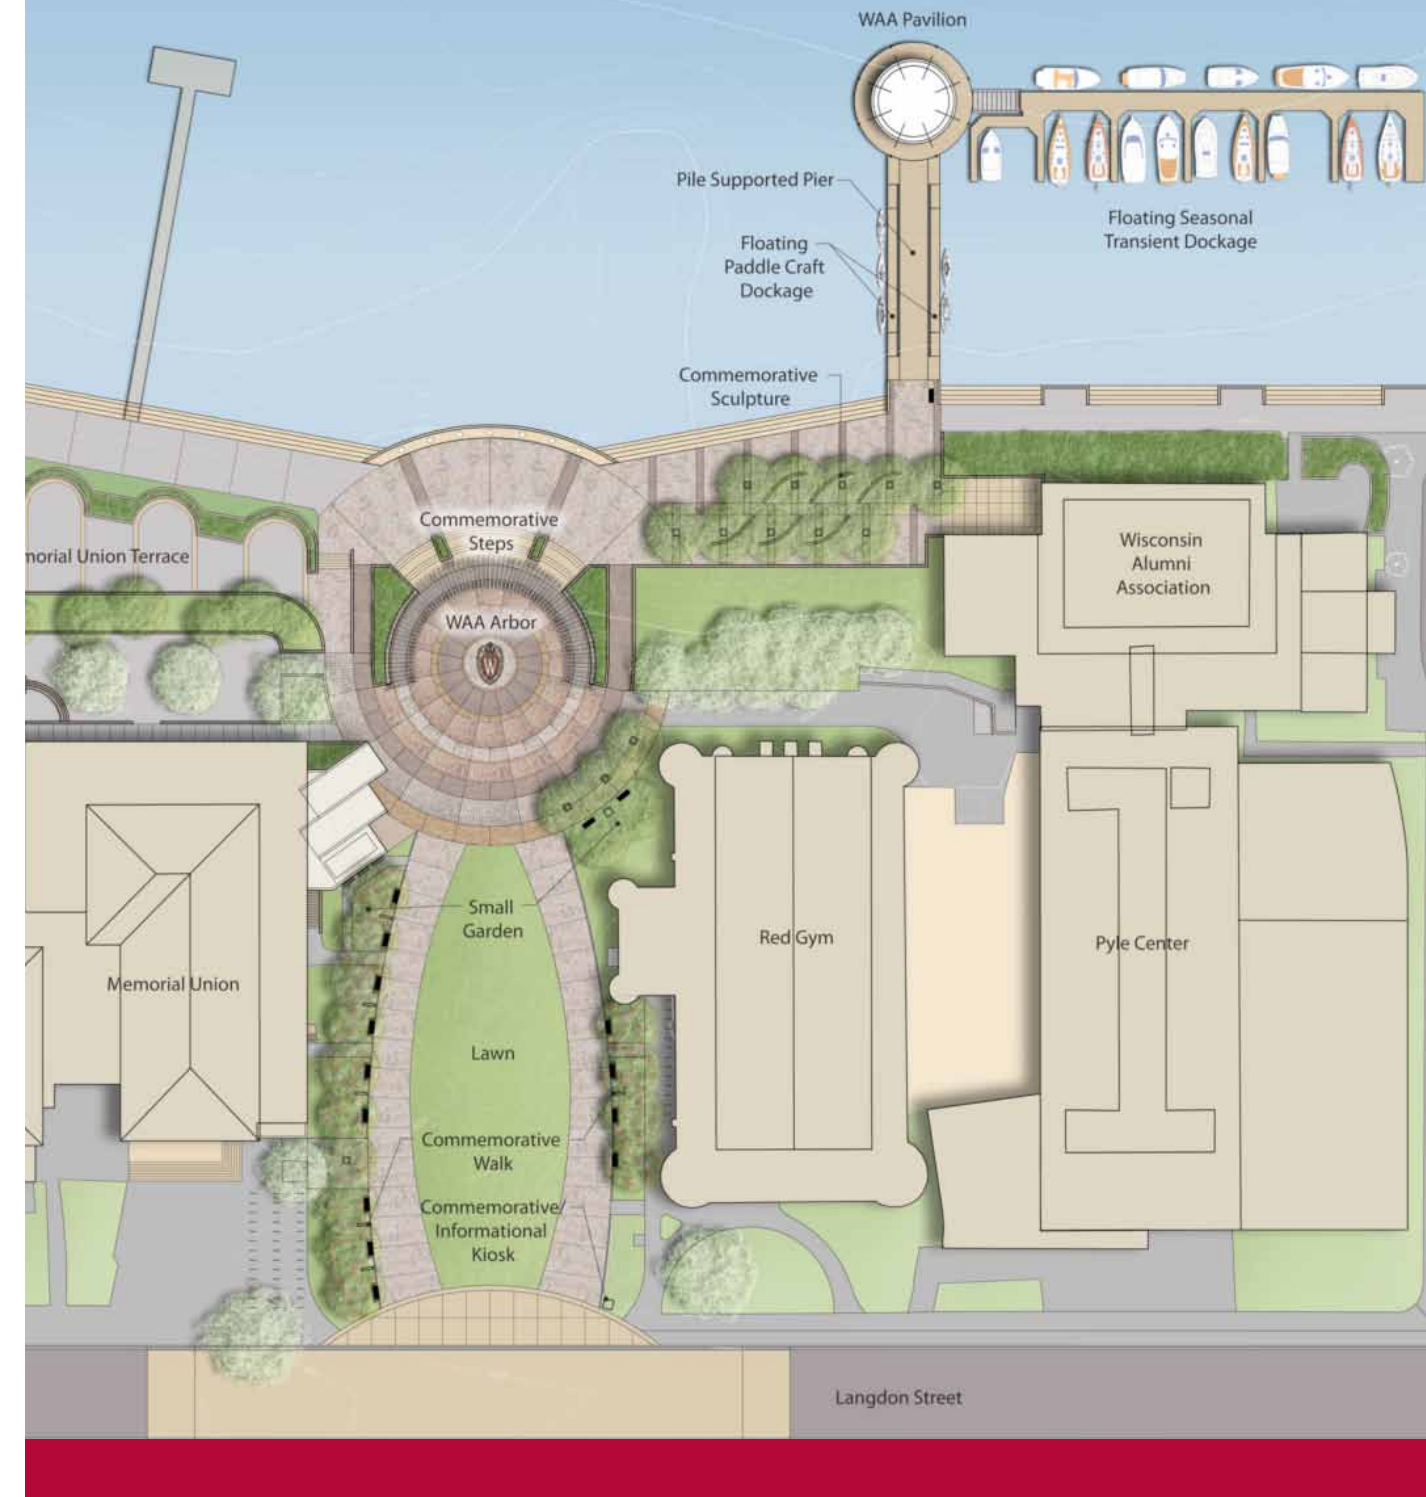 WAA Pavilion
Pile Supported Pier
Floating
Paddle Craft
Dockage
Floating Seasonal
Transient Dockage
Commemorative
Sculpture
Commemorative
Steps
morial Union Terrace
WAA Arbor
W
Wisconsin
Alumni
Association
Small
Garden
Red Gym
Pyle Center
Memorial Union
Lawn
Commemorative
Walk
Commemorative/
Informational
Kiosk
Langdon Street